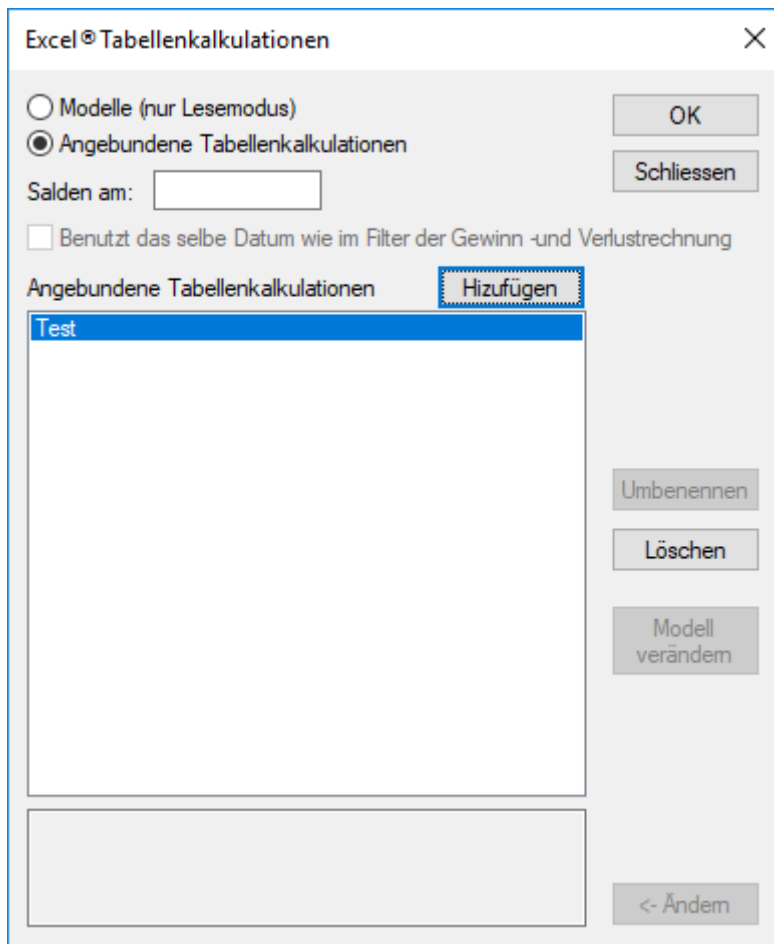 Excel® Tabellenkalkulationen
Modelle (nur Lesemodus)
OK
Angebundene Tabellenkalkulationen
Schliessen
Salden am:
Benutzt das selbe Datum wie im Filter der Gewinn -und Verlustrechnung
Angebundene Tabellenkalkulationen
Hizufügen
Test
Umbenennen
Löschen
Modell
verändern
<- Ändern